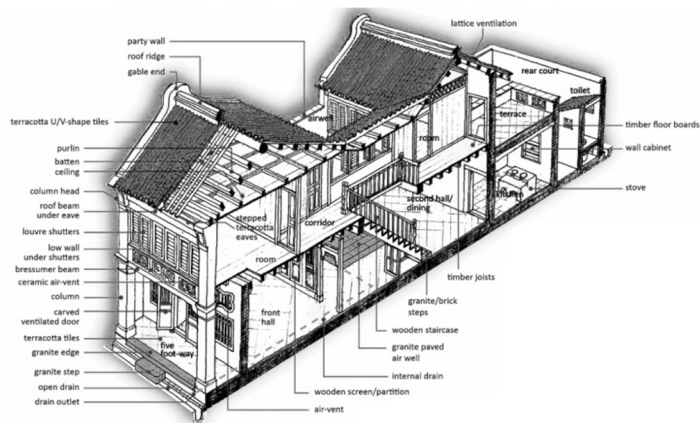 lattice ventilation
party wall
roof ridge
gable end
terracotta U/V-shape tiles
purlin
batten
ceiling
column head
roof beam
under eave
louvre shutters
low wall
under shutters
bressumer beam
ceramic air-vent
column
carved
ventilated door
terracotta tiles
granite edge
granite step
open drain
drain outlet
airwell
rear court
toilet
terrace
room
timber floor boards
wall cabinet
stove
kitchen
second hall/
dining
stepped
terracotta
eaves
corridor
room
front
hall
five
foot-way
timber joists
granite/brick
steps
wooden staircase
granite paved
air well
internal drain
wooden screen/partition
air-vent